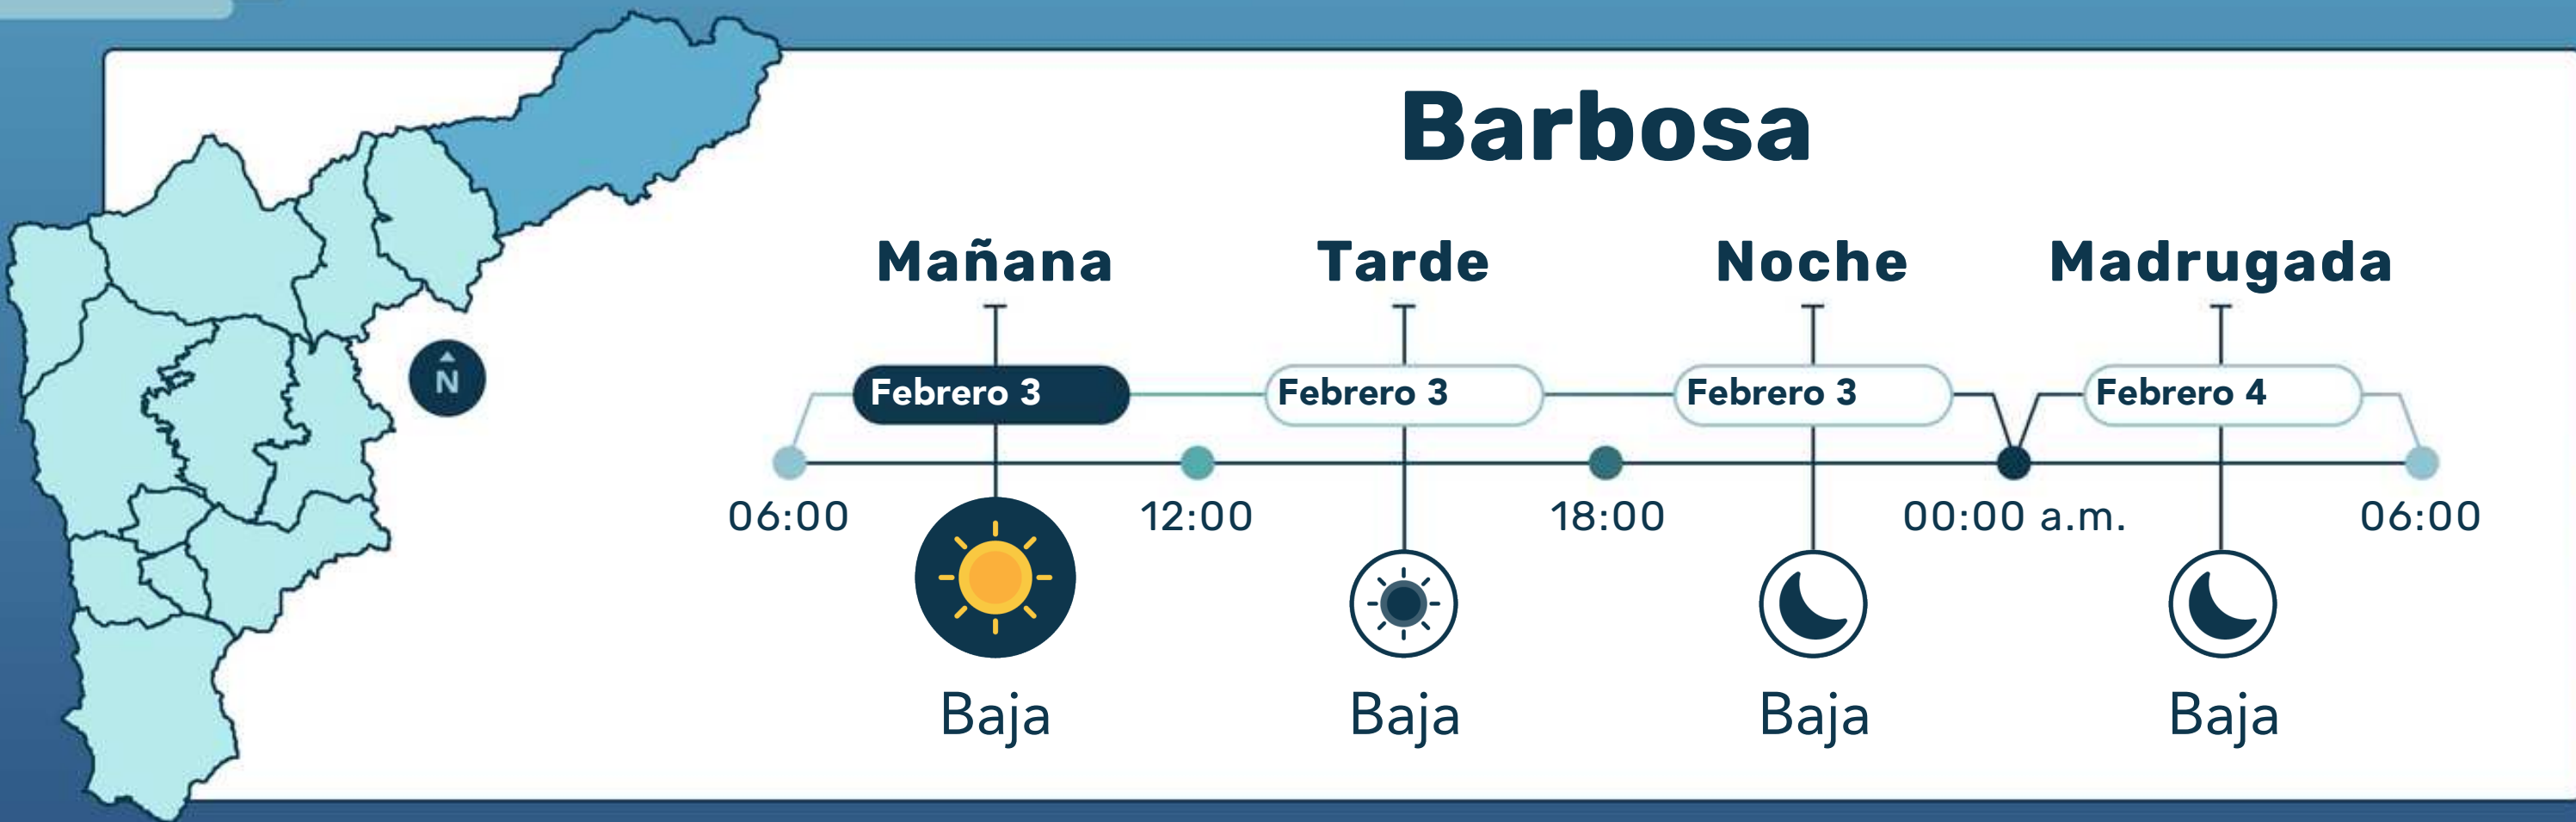 Barbosa
Mañana Tarde Noche Madrugada
Febrero 3 Febrero 3 Febrero 3 Febrero 4
N
06:00 12:00 18:00 00:00 a.m. 06:00
Baja Baja Baja Baja